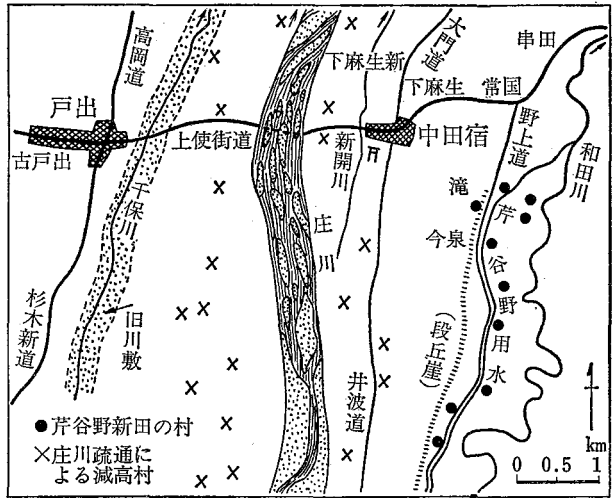 高岡道
戸出
古戸出
上使街道
千保川
杉木新道
旧川敷
庄川
下麻生新
新開川
大門道
下麻生
常国
串田
中田宿
野上道
和田川
滝
今泉
芹谷野用水
(段丘崖)
井波道
●芹谷野新田の村
×庄川疏通に
よる減高村
km
0 0.5 1